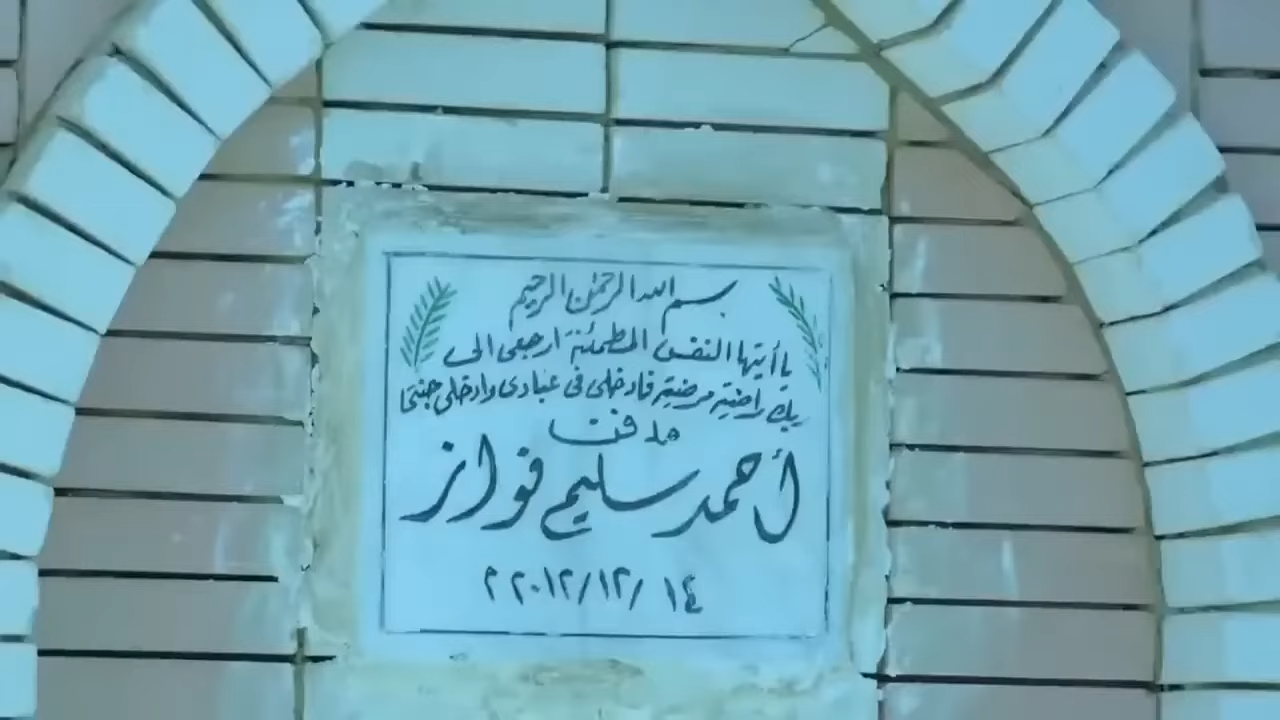 بسم الله الرحمن الرحيم
يا أيتها النفس المطمئنة ارجعي الى
ربك راضية مرضية فادخلي في عبادي وادخلي جنتي
مدفن
أحمد سليم فواز
١٤ /١٢/ ٢٠١٢ م